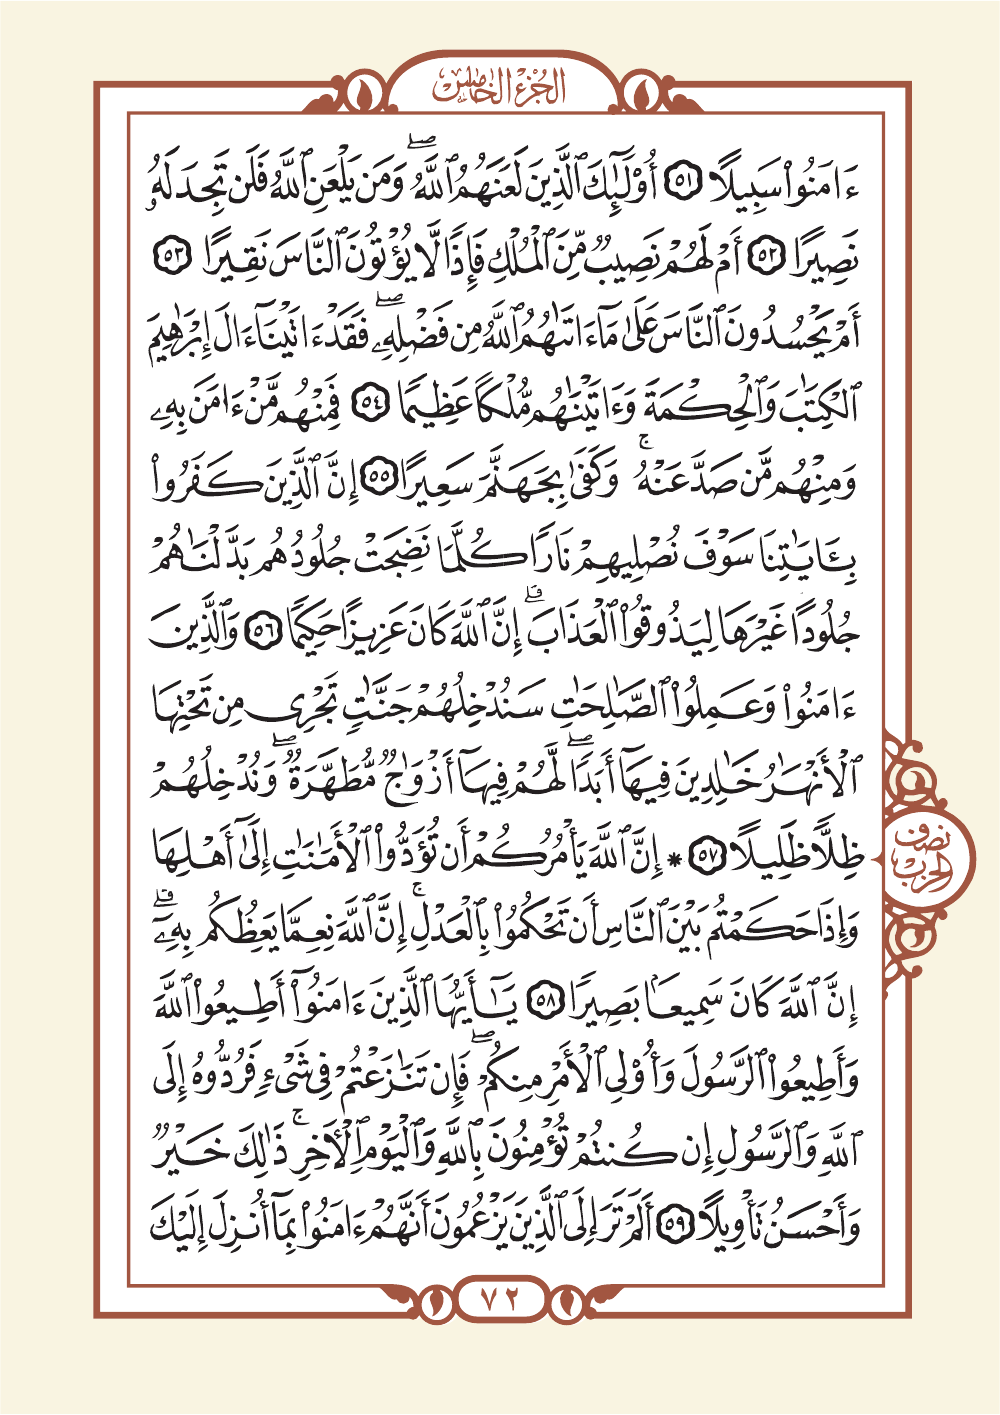 الجزء الخامس
ءَامَنُوا۟ سَبِيلًا ٥١ أُو۟لَٰٓئِكَ ٱلَّذِينَ لَعَنَهُمُ ٱللَّهُ ۖ وَمَن يَلْعَنِ ٱللَّهُ فَلَن تَجِدَ لَهُۥ
نَصِيرًا ٥٢ أَمْ لَهُمْ نَصِيبٌ مِّنَ ٱلْمُلْكِ فَإِذًا لَّا يُؤْتُونَ ٱلنَّاسَ نَقِيرًا ٥٣
أَمْ يَحْسُدُونَ ٱلنَّاسَ عَلَىٰ مَآ ءَاتَىٰهُمُ ٱللَّهُ مِن فَضْلِهِۦ ۖ فَقَدْ ءَاتَيْنَآ ءَالَ إِبْرَٰهِيمَ
ٱلْكِتَٰبَ وَٱلْحِكْمَةَ وَءَاتَيْنَٰهُم مُّلْكًا عَظِيمًا ٥٤ فَمِنْهُم مَّنْ ءَامَنَ بِهِۦ
وَمِنْهُم مَّن صَدَّ عَنْهُ ۚ وَكَفَىٰ بِجَهَنَّمَ سَعِيرًا ٥٥ إِنَّ ٱلَّذِينَ كَفَرُوا۟
بِـَٔايَٰتِنَا سَوْفَ نُصْلِيهِمْ نَارًا كُلَّمَا نَضِجَتْ جُلُودُهُم بَدَّلْنَٰهُمْ
جُلُودًا غَيْرَهَا لِيَذُوقُوا۟ ٱلْعَذَابَ ۗ إِنَّ ٱللَّهَ كَانَ عَزِيزًا حَكِيمًا ٥٦ وَٱلَّذِينَ
ءَامَنُوا۟ وَعَمِلُوا۟ ٱلصَّٰلِحَٰتِ سَنُدْخِلُهُمْ جَنَّٰتٍ تَجْرِى مِن تَحْتِهَا
ٱلْأَنْهَٰرُ خَٰلِدِينَ فِيهَآ أَبَدًا ۖ لَّهُمْ فِيهَآ أَزْوَٰجٌ مُّطَهَّرَةٌ ۖ وَنُدْخِلُهُمْ
ظِلًّا ظَلِيلًا ٥٧ * إِنَّ ٱللَّهَ يَأْمُرُكُمْ أَن تُؤَدُّوا۟ ٱلْأَمَٰنَٰتِ إِلَىٰٓ أَهْلِهَا
نصف
الحزب
وَإِذَا حَكَمْتُم بَيْنَ ٱلنَّاسِ أَن تَحْكُمُوا۟ بِٱلْعَدْلِ ۚ إِنَّ ٱللَّهَ نِعِمَّا يَعِظُكُم بِهِۦٓ ۗ
إِنَّ ٱللَّهَ كَانَ سَمِيعًۢا بَصِيرًا ٥٨ يَٰٓأَيُّهَا ٱلَّذِينَ ءَامَنُوٓا۟ أَطِيعُوا۟ ٱللَّهَ
وَأَطِيعُوا۟ ٱلرَّسُولَ وَأُو۟لِى ٱلْأَمْرِ مِنكُمْ ۖ فَإِن تَنَٰزَعْتُمْ فِى شَىْءٍ فَرُدُّوهُ إِلَى
ٱللَّهِ وَٱلرَّسُولِ إِن كُنتُمْ تُؤْمِنُونَ بِٱللَّهِ وَٱلْيَوْمِ ٱلْـَٔاخِرِ ۚ ذَٰلِكَ خَيْرٌ
وَأَحْسَنُ تَأْوِيلًا ٥٩ أَلَمْ تَرَ إِلَى ٱلَّذِينَ يَزْعُمُونَ أَنَّهُمْ ءَامَنُوا۟ بِمَآ أُنزِلَ إِلَيْكَ
٧٢